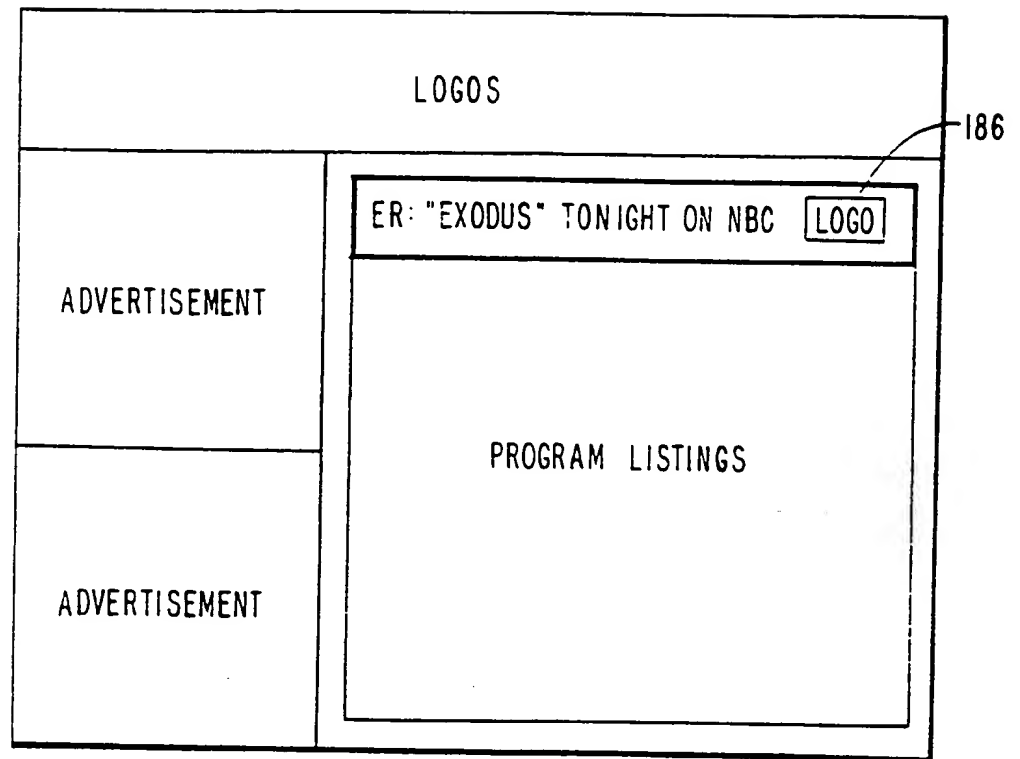 LOGOS
186
ER: "EXODUS" TONIGHT ON NBC LOGO
ADVERTISEMENT
PROGRAM LISTINGS
ADVERTISEMENT